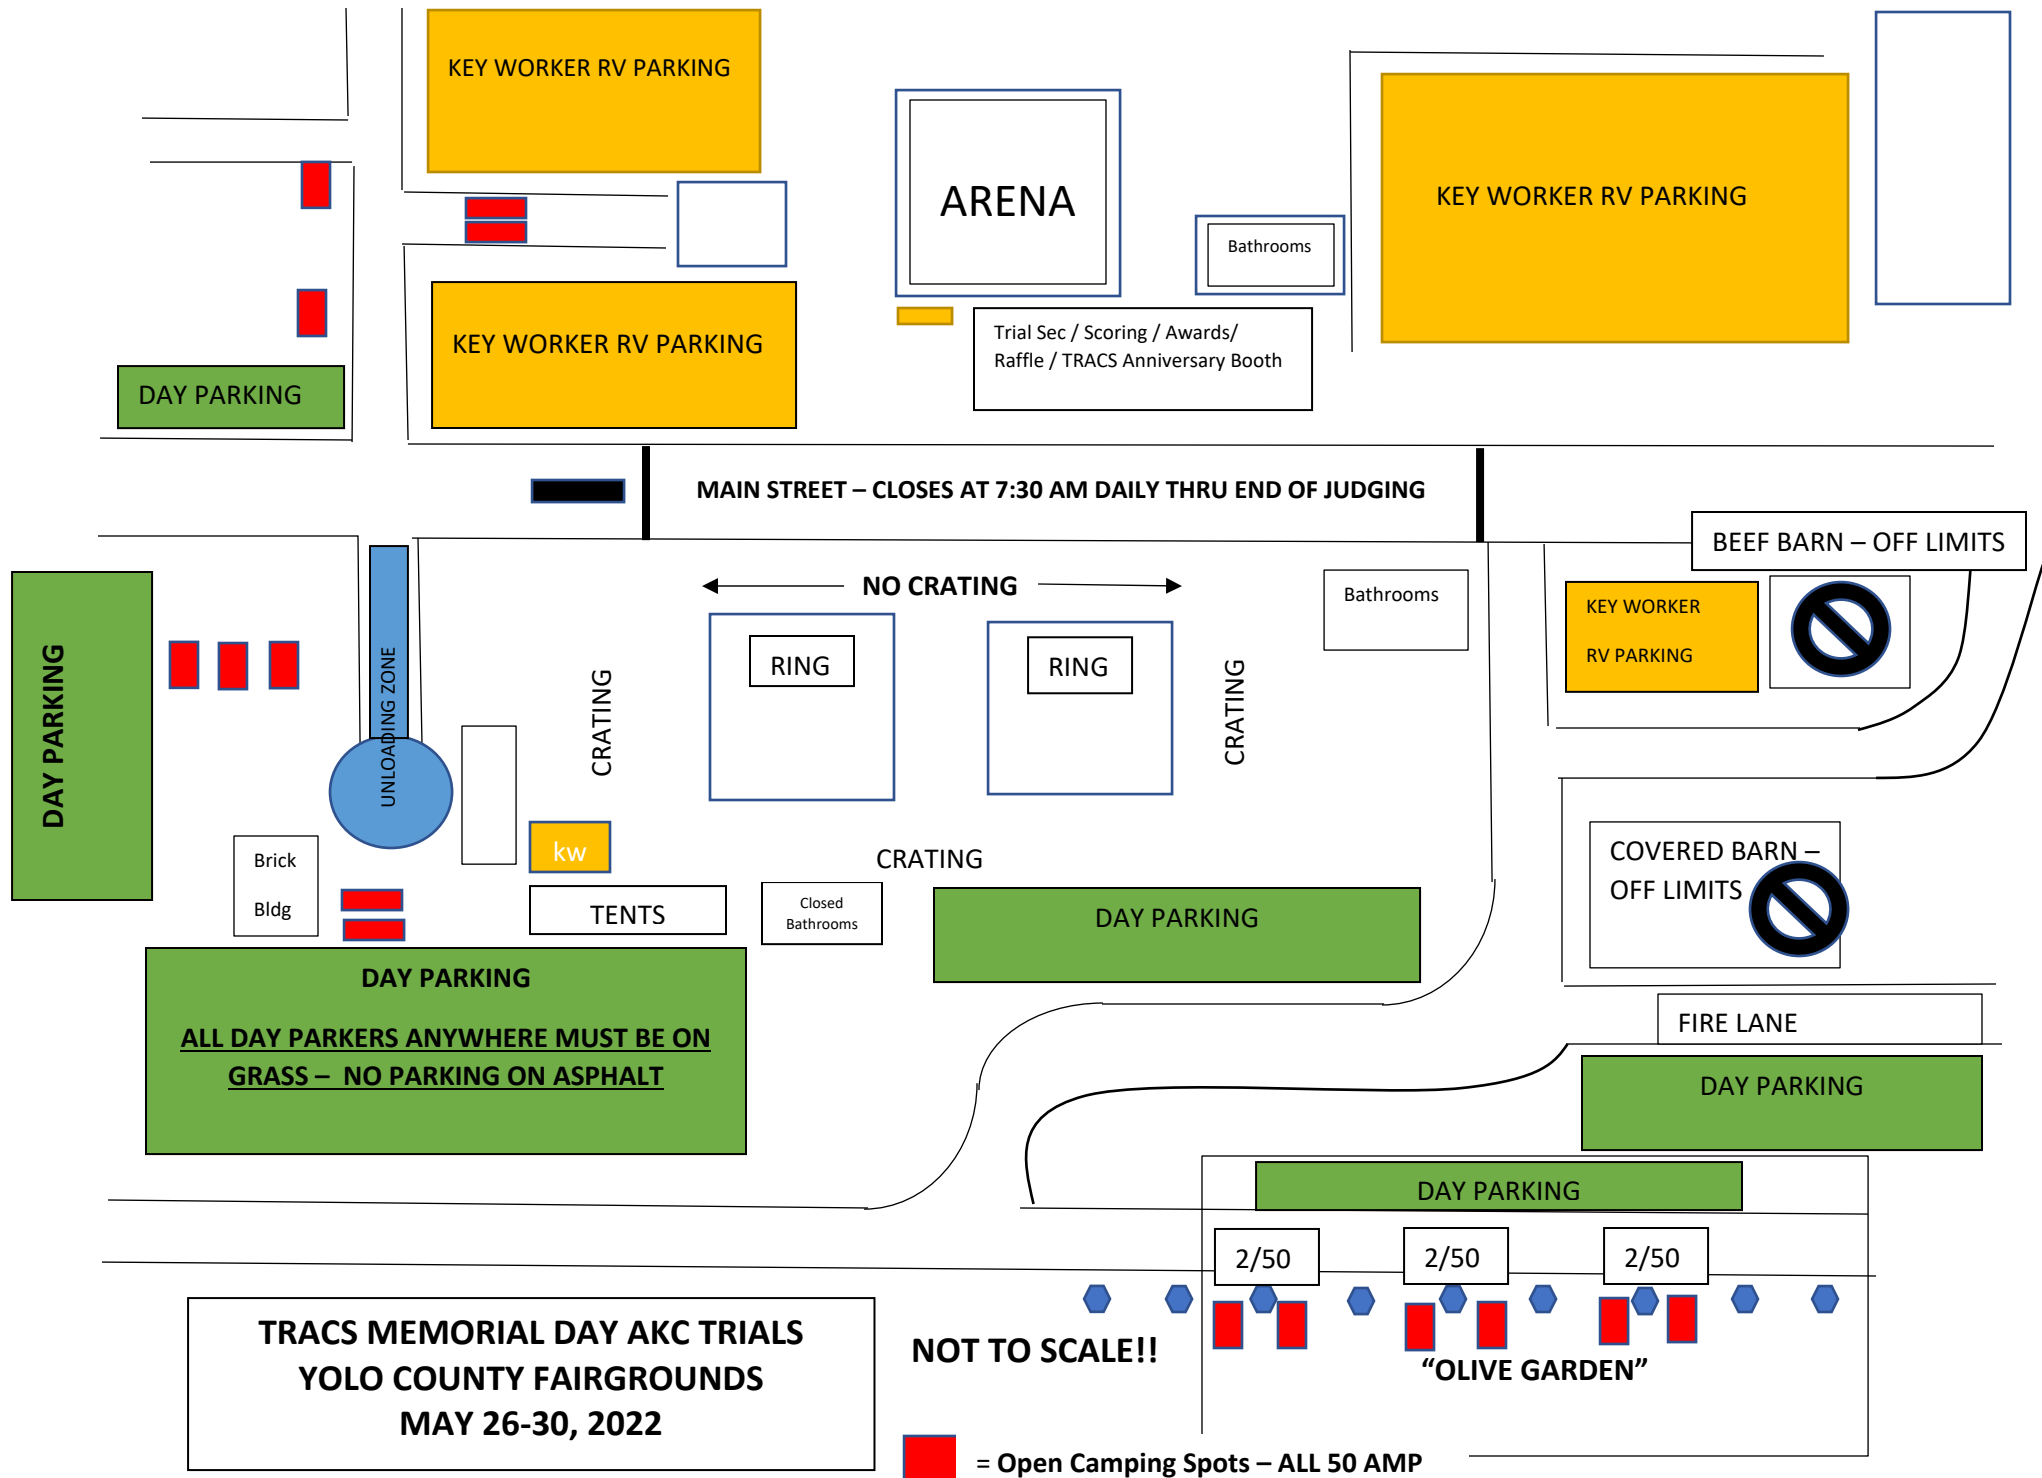 KEY WORKER RV PARKING
ARENA
KEY WORKER RV PARKING
Bathrooms
KEY WORKER RV PARKING
Trial Sec / Scoring / Awards/
Raffle / TRACS Anniversary Booth
DAY PARKING
MAIN STREET – CLOSES AT 7:30 AM DAILY THRU END OF JUDGING
BEEF BARN – OFF LIMITS
NO CRATING
Bathrooms
KEY WORKER
RV PARKING
DAY PARKING
UNLOADING ZONE
CRATING
RING
RING
CRATING
Brick
Bldg
kw
CRATING
COVERED BARN –
OFF LIMITS
TENTS
Closed
Bathrooms
DAY PARKING
DAY PARKING
ALL DAY PARKERS ANYWHERE MUST BE ON
GRASS – NO PARKING ON ASPHALT
FIRE LANE
DAY PARKING
DAY PARKING
2/50
2/50
2/50
TRACS MEMORIAL DAY AKC TRIALS
YOLO COUNTY FAIRGROUNDS
MAY 26-30, 2022
NOT TO SCALE!!
“OLIVE GARDEN”
= Open Camping Spots – ALL 50 AMP